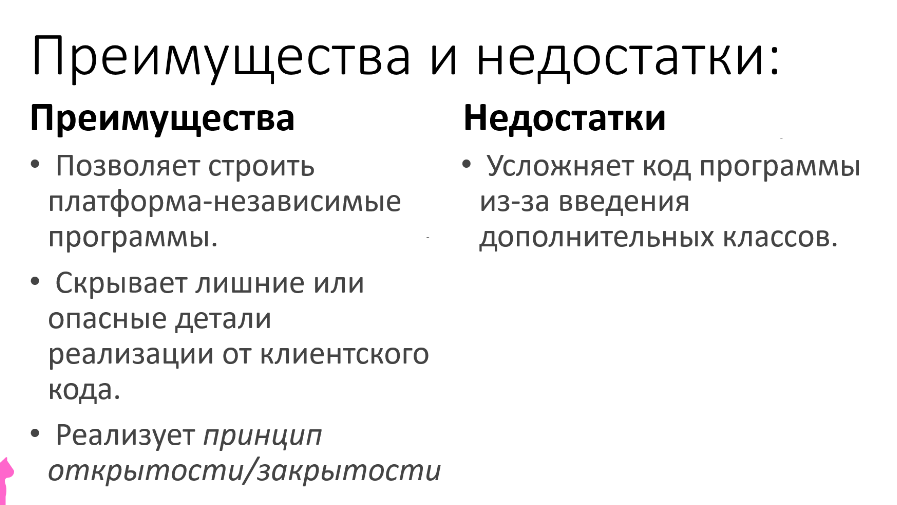 Преимущества и недостатки:
Преимущества
• Позволяет строить
платформа-независимые
программы.
• Скрывает лишние или
опасные детали
реализации от клиентского
кода.
• Реализует принцип
открытости/закрытости
Недостатки
• Усложняет код программы
из-за введения
дополнительных классов.